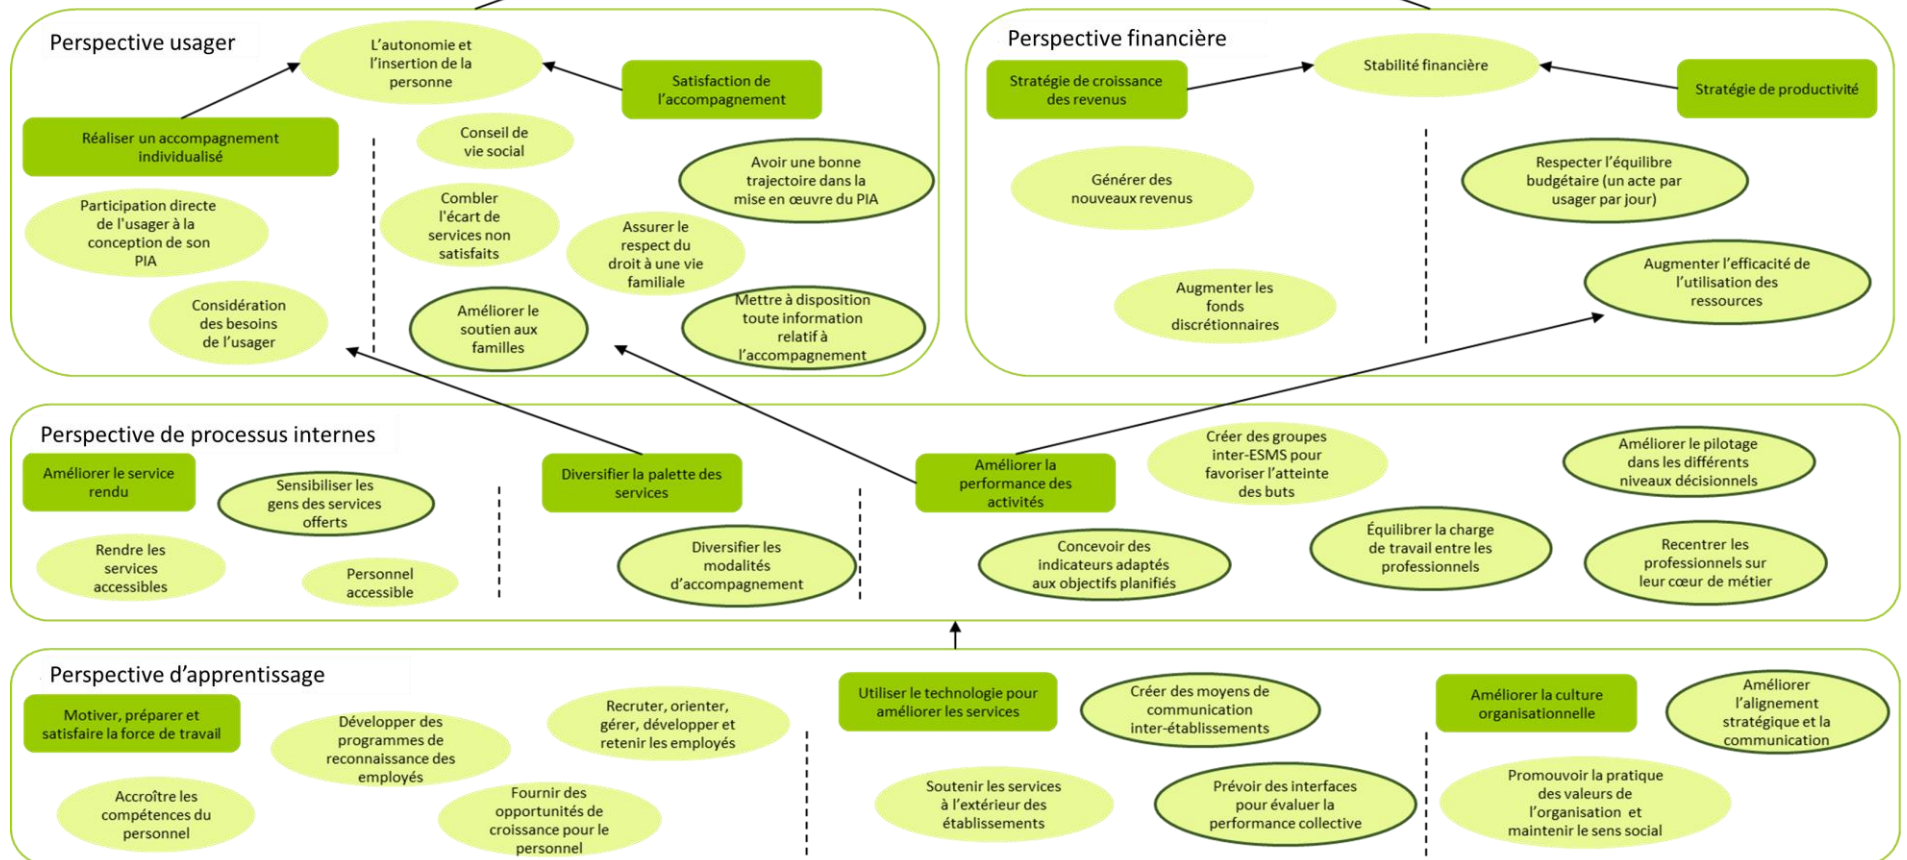 Perspective usager
L'autonomie et
l'insertion de la
personne
Satisfaction de
l'accompagnement
Réaliser un accompagnement
individualisé
Conseil de
vie social
Avoir une bonne
trajectoire dans la
mise en œuvre du PIA
Participation directe
de l'usager à la
conception de son
PIA
Combler
l'écart de
services non
satisfaits
Assurer le
respect du
droit à une vie
familiale
Considération
des besoins
de l'usager
Améliorer le
soutien aux
familles
Mettre à disposition
toute information
relatif à
l'accompagnement
Perspective financière
Stabilité financière
Stratégie de croissance
des revenus
Stratégie de productivité
Générer des
nouveaux revenus
Respecter l'équilibre
budgétaire (un acte par
usager par jour)
Augmenter les
fonds
discrétionnaires
Augmenter l'efficacité de
l'utilisation des
ressources
Perspective de processus internes
Améliorer le service
rendu
Sensibiliser les
gens des services
offerts
Rendre les
services
accessibles
Personnel
accessible
Diversifier la palette des
services
Diversifier les
modalités
d'accompagnement
Améliorer la
performance des
activités
Créer des groupes
inter-ESMS pour
favoriser l'atteinte
des buts
Améliorer le pilotage
dans les différents
niveaux décisionnels
Concevoir des
indicateurs adaptés
aux objectifs planifiés
Équilibrer la charge
de travail entre les
professionnels
Recentrer les
professionnels sur
leur cœur de métier
Perspective d'apprentissage
Motiver, préparer et
satisfaire la force de travail
Développer des
programmes de
reconnaissance des
employés
Recruter, orienter,
gérer, développer et
retenir les employés
Accroître les
compétences du
personnel
Fournir des
opportunités de
croissance pour le
personnel
Utiliser le technologie pour
améliorer les services
Créer des moyens de
communication
inter-établissements
Soutenir les services
à l'extérieur des
établissements
Prévoir des interfaces
pour évaluer la
performance collective
Améliorer la culture
organisationnelle
Améliorer
l'alignement
stratégique et la
communication
Promouvoir la pratique
des valeurs de
l'organisation et
maintenir le sens social